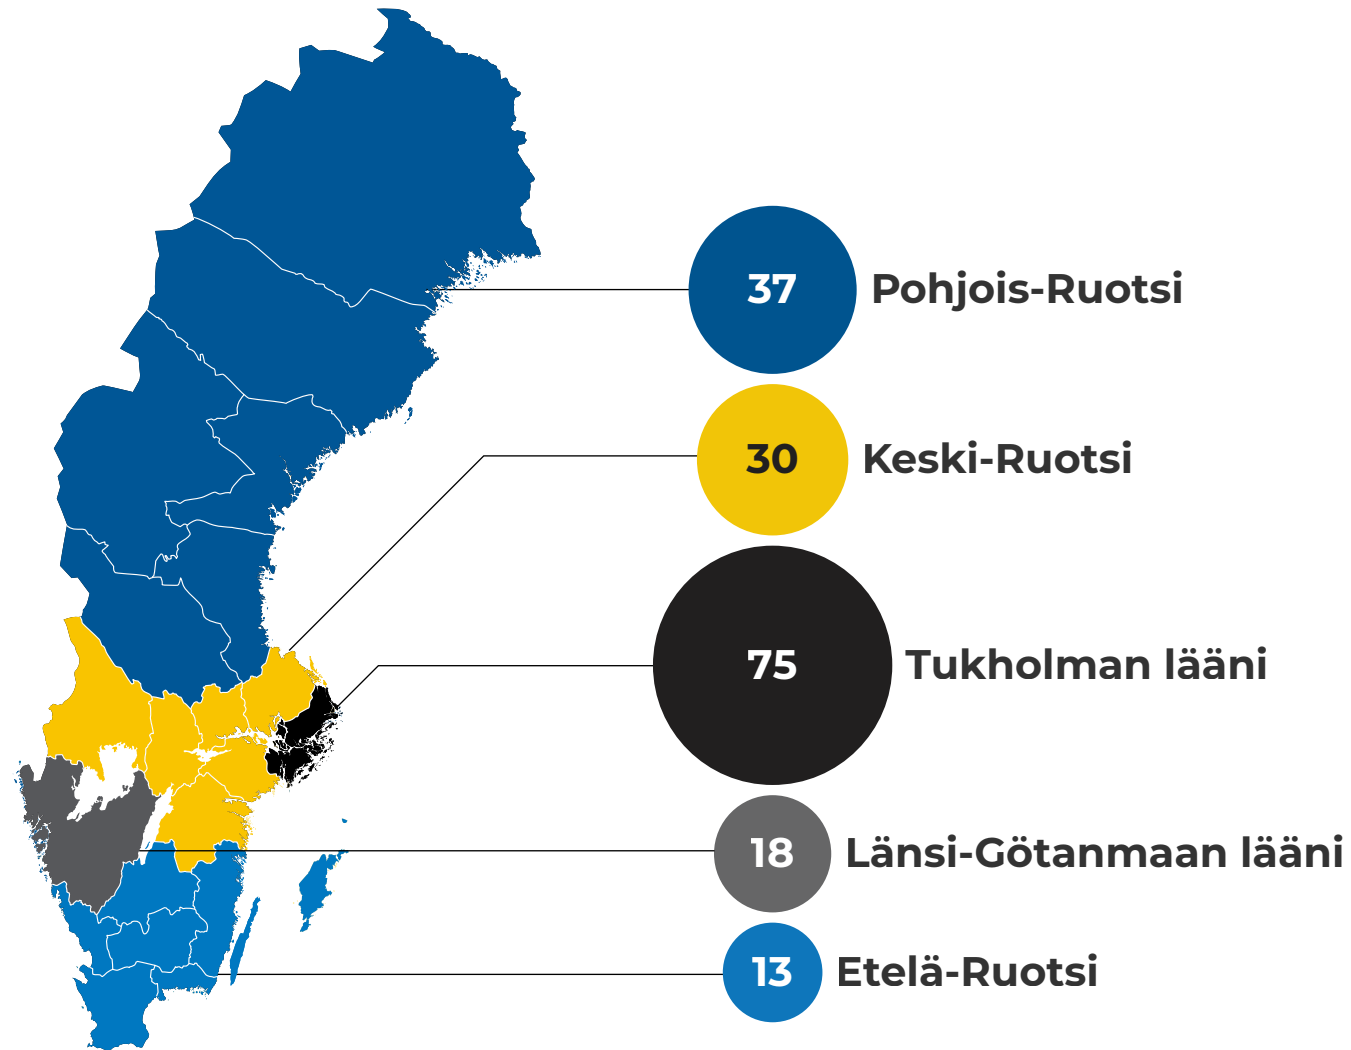 37 Pohjois-Ruotsi
30 Keski-Ruotsi
75 Tukholman lääni
18 Länsi-Götanmaan lääni
13 Etelä-Ruotsi